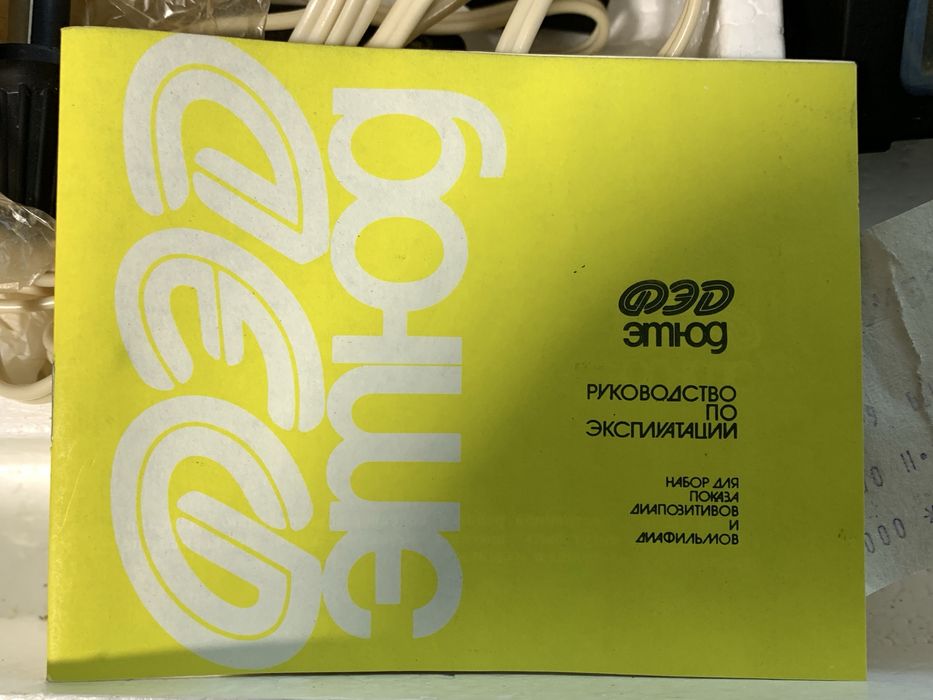 ФЭД
этюд
ФЭД
этюд
РУКОВОДСТВО
ПО
ЭКСПЛУАТАЦИИ
НАБОР ДЛЯ
ПОКАЗА
ДИАПОЗИТИВОВ
И
ДИАФИЛЬМОВ